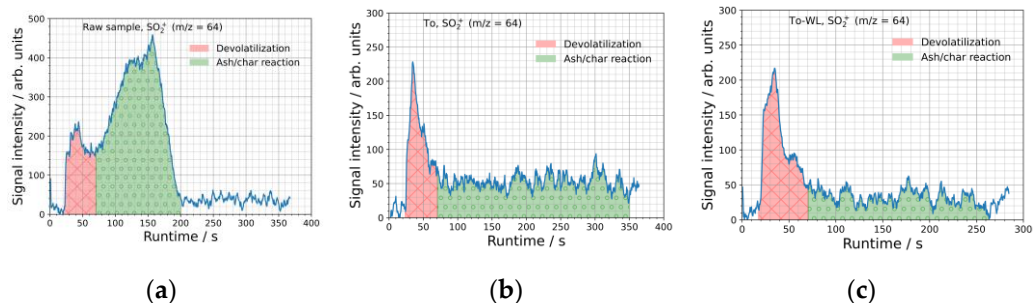 Raw sample, SO₂⁺ (m/z = 64)
Devolatilization
Ash/char reaction
Signal intensity / arb. units
500
400
300
200
100
0
0 50 100 150 200 250 300 350 400
Runtime / s
(a)
To, SO₂⁺ (m/z = 64)
Devolatilization
Ash/char reaction
Signal intensity / arb. units
300
250
200
150
100
50
0
0 50 100 150 200 250 300 350 400
Runtime / s
(b)
To-WL, SO₂⁺ (m/z = 64)
Devolatilization
Ash/char reaction
Signal intensity / arb. units
300
250
200
150
100
50
0
0 50 100 150 200 250 300
Runtime / s
(c)